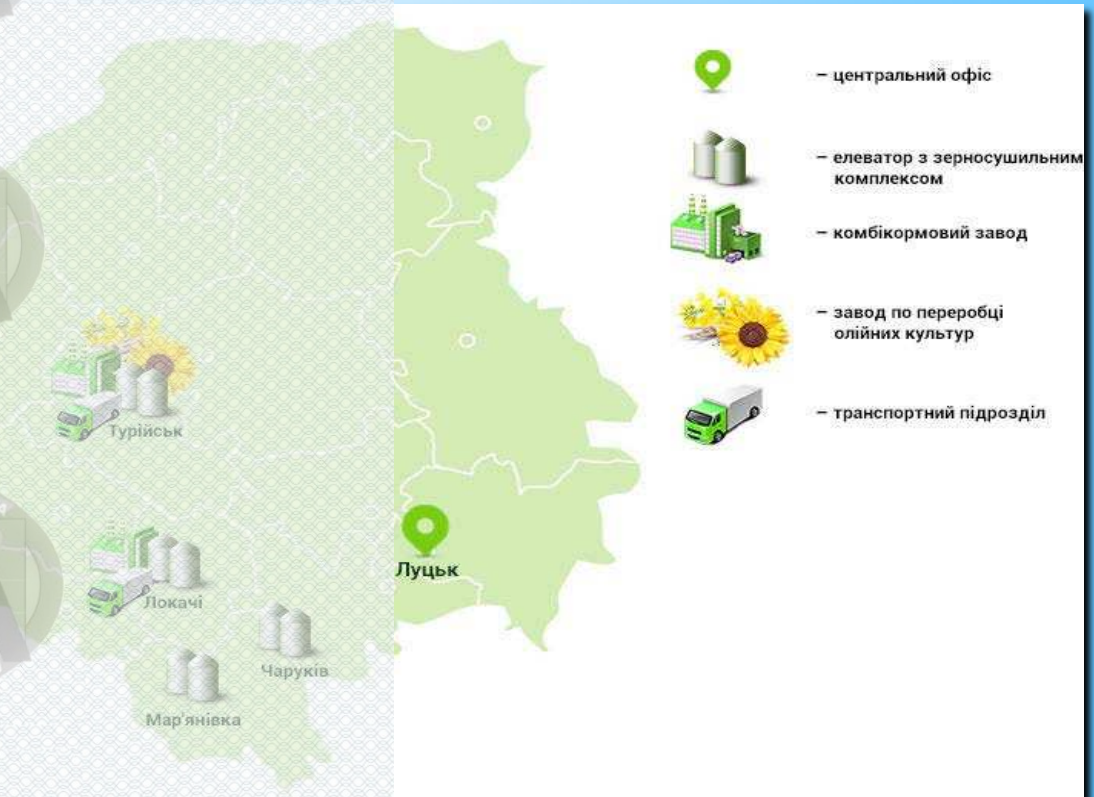 – центральний офіс
– елеватор з зерносушильним
комплексом
– комбікормовий завод
– завод по переробці
олійних культур
– транспортний підрозділ
Турійськ
Луцьк
Локачі
Чаруків
Мар'янівка